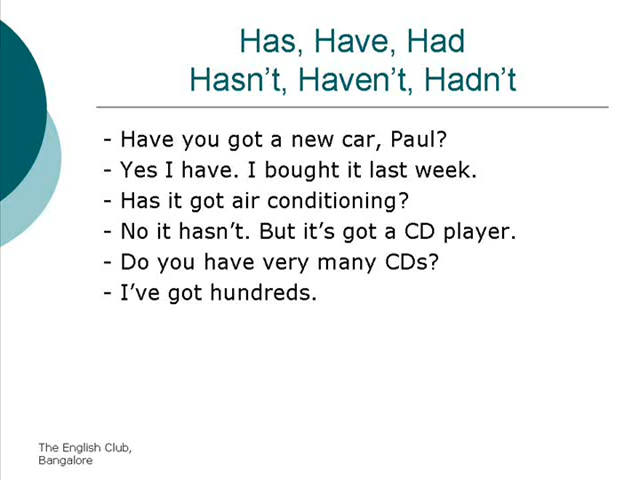 Has, Have, Had
Hasn't, Haven't, Hadn't
- Have you got a new car, Paul?
- Yes I have. I bought it last week.
- Has it got air conditioning?
- No it hasn't. But it's got a CD player.
- Do you have very many CDs?
- I've got hundreds.
The English Club,
Bangalore